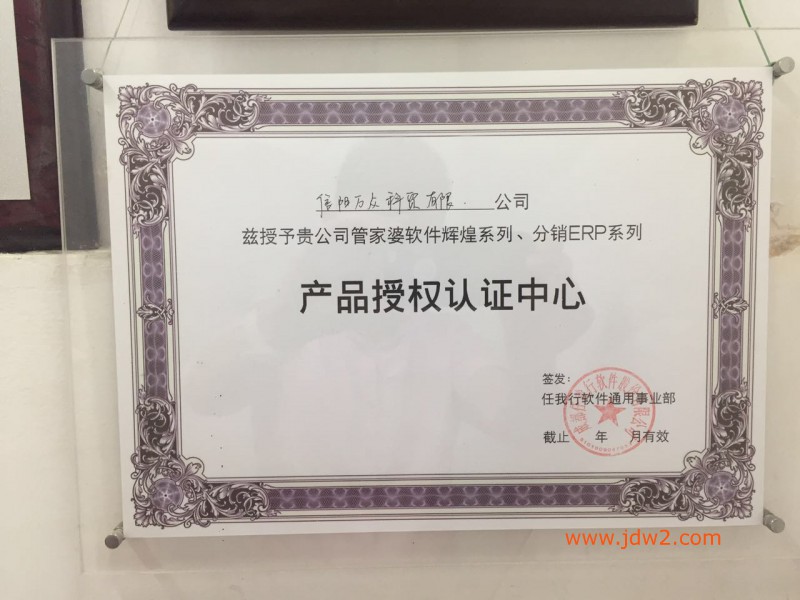 信阳万众科贸有限公司
兹授予贵公司管家婆软件辉煌系列、分销ERP系列
产品授权认证中心
签发：
任我行软件通用事业部
截止 年 月有效
www.jdw2.com